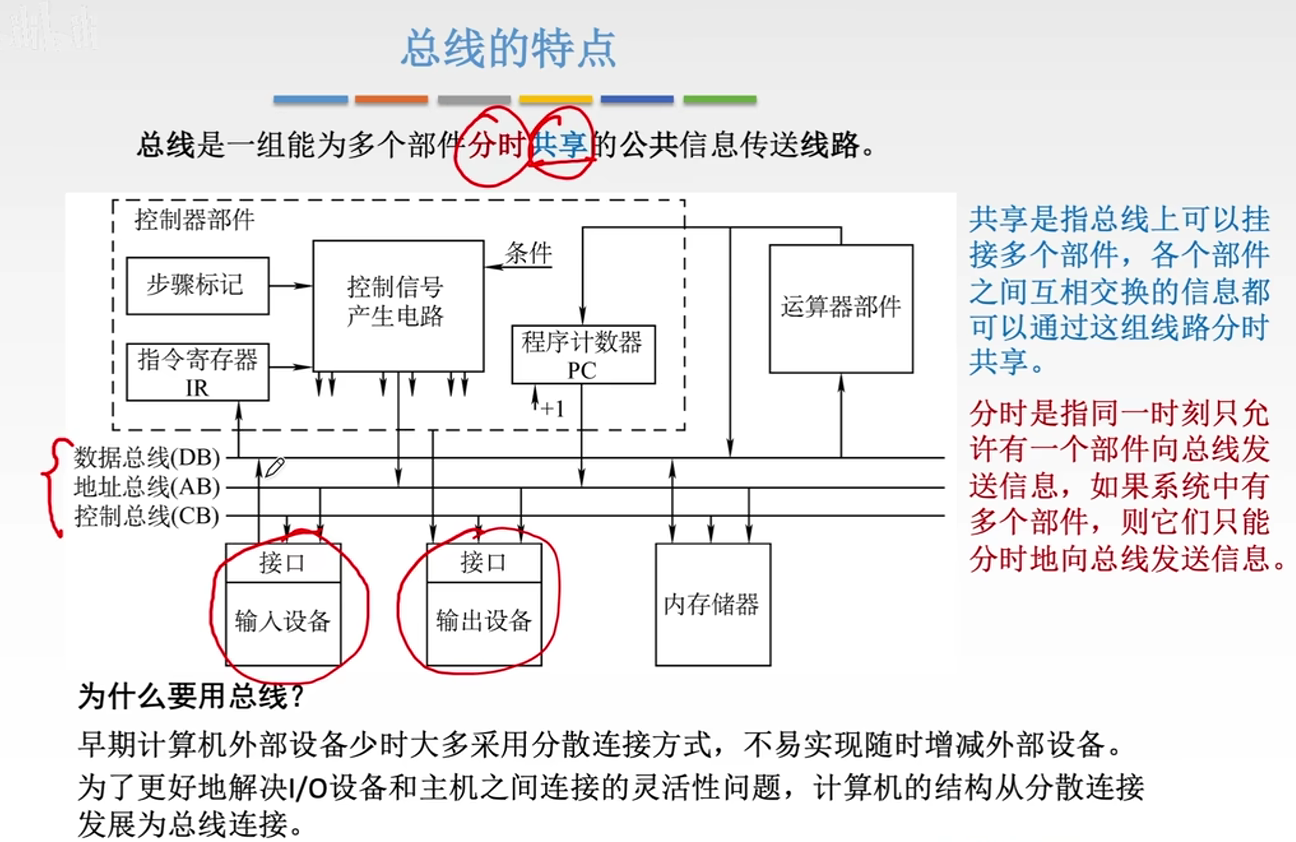 总线的特点
总线是一组能为多个部件分时共享的公共信息传送线路。
控制器部件
步骤标记
控制信号
产生电路
条件
指令寄存器
IR
程序计数器
PC
+1
运算器部件
数据总线(DB)
地址总线(AB)
控制总线(CB)
接口
输入设备
接口
输出设备
内存储器
共享是指总线上可以挂
接多个部件，各个部件
之间互相交换的信息都
可以通过这组线路分时
共享。
分时是指同一时刻只允
许有一个部件向总线发
送信息，如果系统中有
多个部件，则它们只能
分时地向总线发送信息。
为什么要用总线？
早期计算机外部设备少时大多采用分散连接方式，不易实现随时增减外部设备。
为了更好地解决I/O设备和主机之间连接的灵活性问题，计算机的结构从分散连接
发展为总线连接。